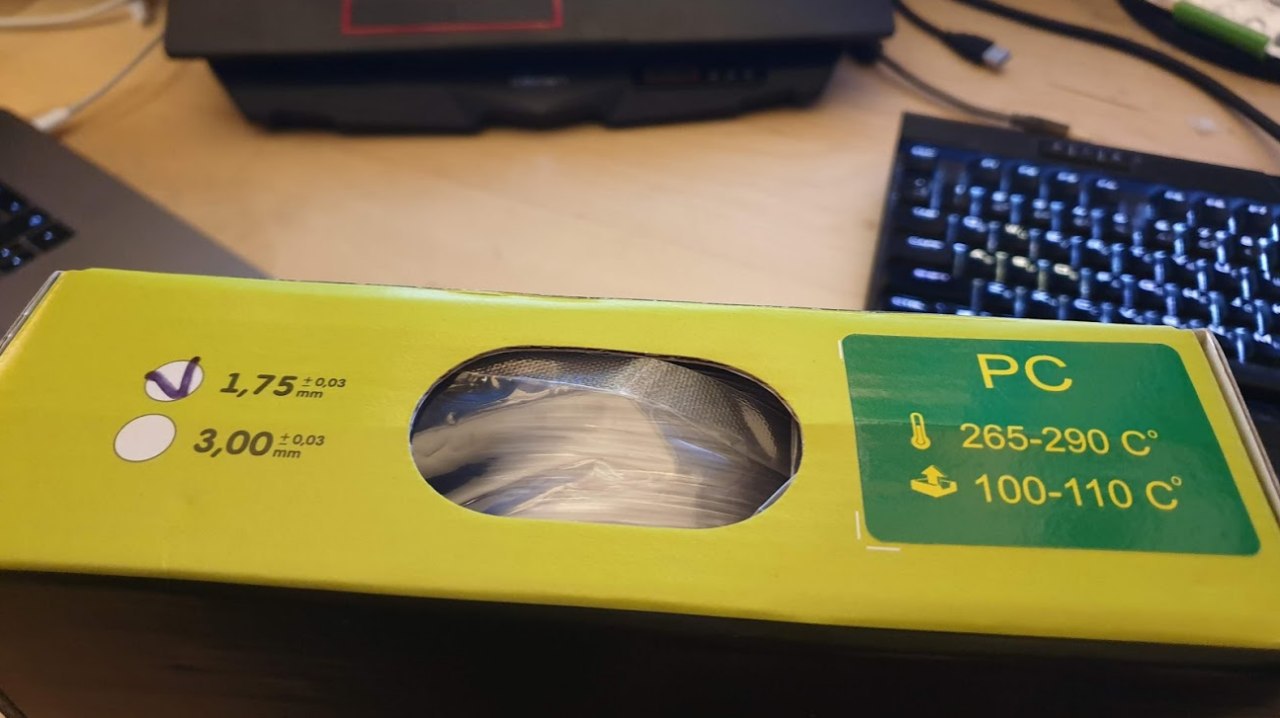 1,75 ±0,03 mm
3,00 ±0,03 mm
PC
265-290 C°
100-110 C°